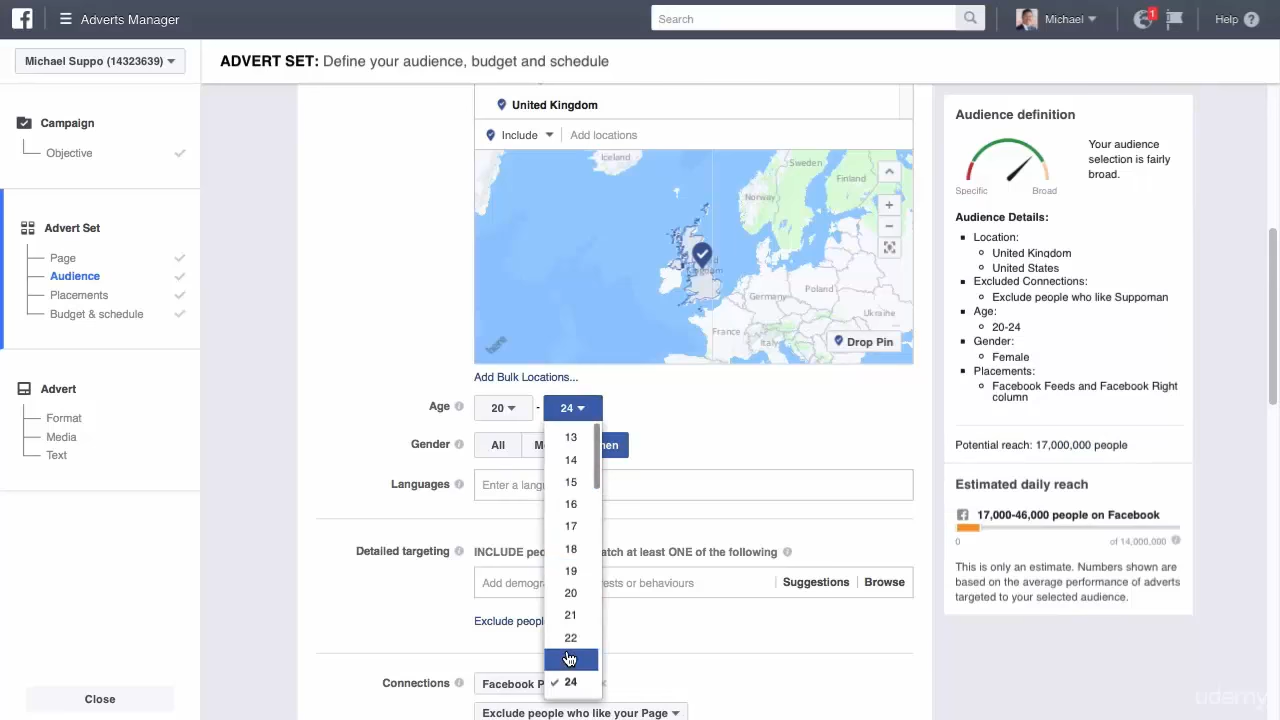 Adverts Manager
Search
Michael
1
Help
Michael Suppo (14323639)
ADVERT SET: Define your audience, budget and schedule
Campaign
Objective
Advert Set
Page
Audience
Placements
Budget & schedule
Advert
Format
Media
Text
Close
United Kingdom
Include
Add locations
Iceland
Sweden
Finland
Norway
Poland
Germany
Ukraine
France
Italy
Drop Pin
Add Bulk Locations...
Age
20
-
24
Gender
All
13
14
15
16
17
18
19
20
21
22
24
Languages
Detailed targeting
INCLUDE
at least ONE of the following
Add
or behaviours
Suggestions
Browse
Exclude
Connections
Facebook
Exclude people who like your Page
Audience definition
Your audience
selection is fairly
broad.
Specific
Broad
Audience Details:
Location:
United Kingdom
United States
Excluded Connections:
Exclude people who like Suppoman
Age:
20-24
Gender:
Female
Placements:
Facebook Feeds and Facebook Right
column
Potential reach: 17,000,000 people
Estimated daily reach
17,000-46,000 people on Facebook
0
of 14,000,000
This is only an estimate. Numbers shown are
based on the average performance of adverts
targeted to your selected audience.
udemy